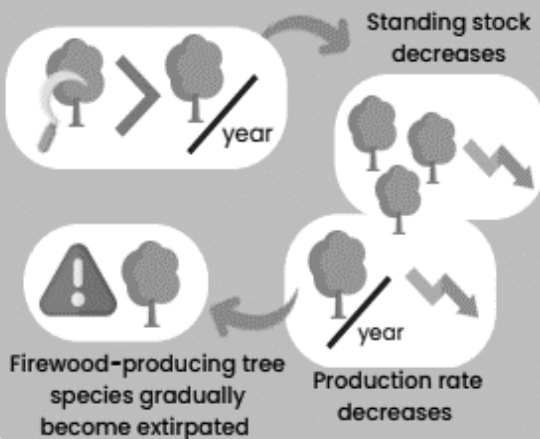 Standing stock
decreases
year
year
Production rate
decreases
Firewood-producing tree
species gradually
become extirpated